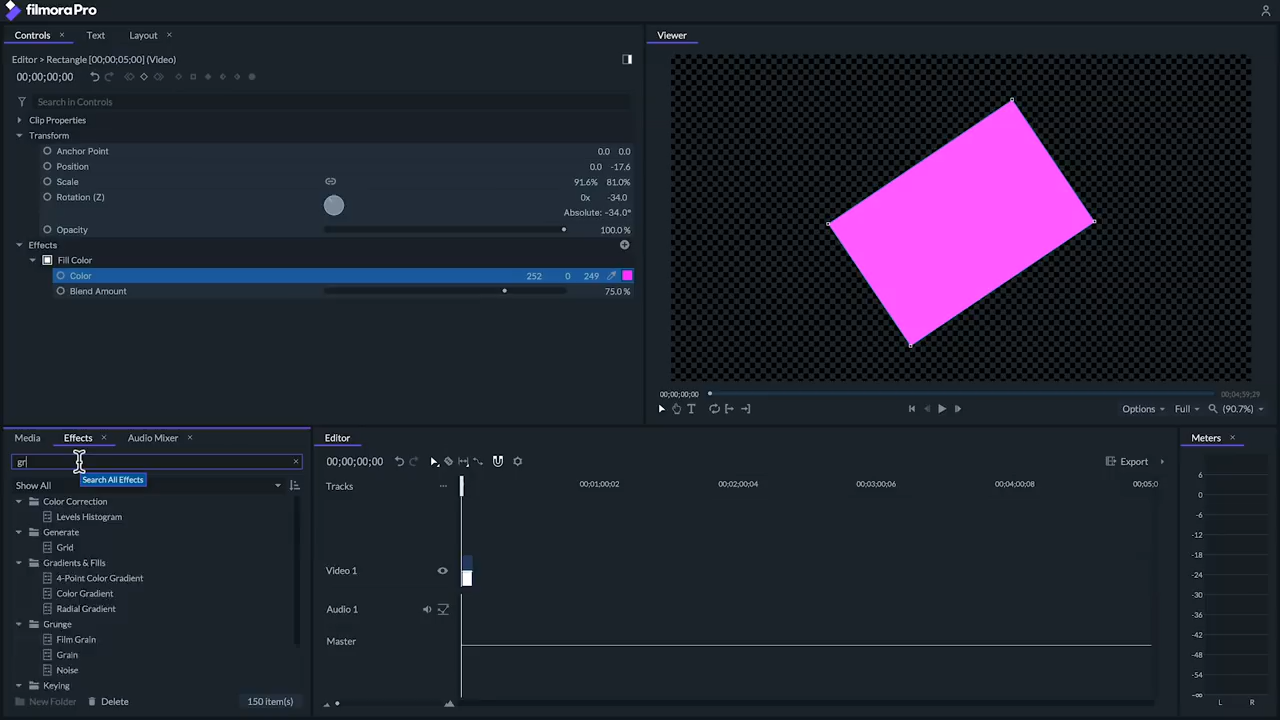 filmoraPro
Controls × Text Layout ×
Editor > Rectangle [00;00;05;00] (Video)
00;00;00;00
Search in Controls
Clip Properties
Transform
Anchor Point 0.0 0.0
Position 0.0 -17.6
Scale 91.6% 81.0%
Rotation (Z) 0x -34.0
Absolute: -34.0°
Opacity 100.0 %
Effects
Fill Color
Color 252 0 249
Blend Amount 75.0 %
Viewer
00;00;00;00 00;04;59;29
T Options Full (90.7%)
Media Effects × Audio Mixer ×
gr ×
Search All Effects
Show All
Color Correction
Levels Histogram
Generate
Grid
Gradients & Fills
4-Point Color Gradient
Color Gradient
Radial Gradient
Grunge
Film Grain
Grain
Noise
Keying
New Folder Delete 150 item(s)
Editor
00;00;00;00 Export
Tracks ... 00;01;00;02 00;02;00;04 00;03;00;06 00;04;00;08 00;05;0
Video 1
Audio 1
Master
Meters ×
6
0
-6
-12
-18
-24
-30
-36
-42
-48
-54
-∞
L R